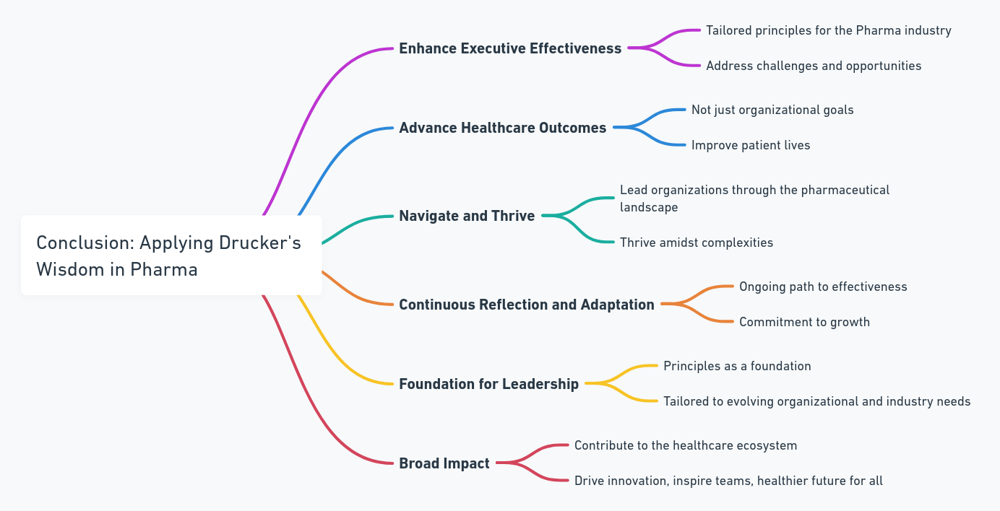 Conclusion: Applying Drucker's
Wisdom in Pharma
Enhance Executive Effectiveness
Tailored principles for the Pharma industry
Address challenges and opportunities
Advance Healthcare Outcomes
Not just organizational goals
Improve patient lives
Navigate and Thrive
Lead organizations through the pharmaceutical
landscape
Thrive amidst complexities
Continuous Reflection and Adaptation
Ongoing path to effectiveness
Commitment to growth
Foundation for Leadership
Principles as a foundation
Tailored to evolving organizational and industry needs
Broad Impact
Contribute to the healthcare ecosystem
Drive innovation, inspire teams, healthier future for all